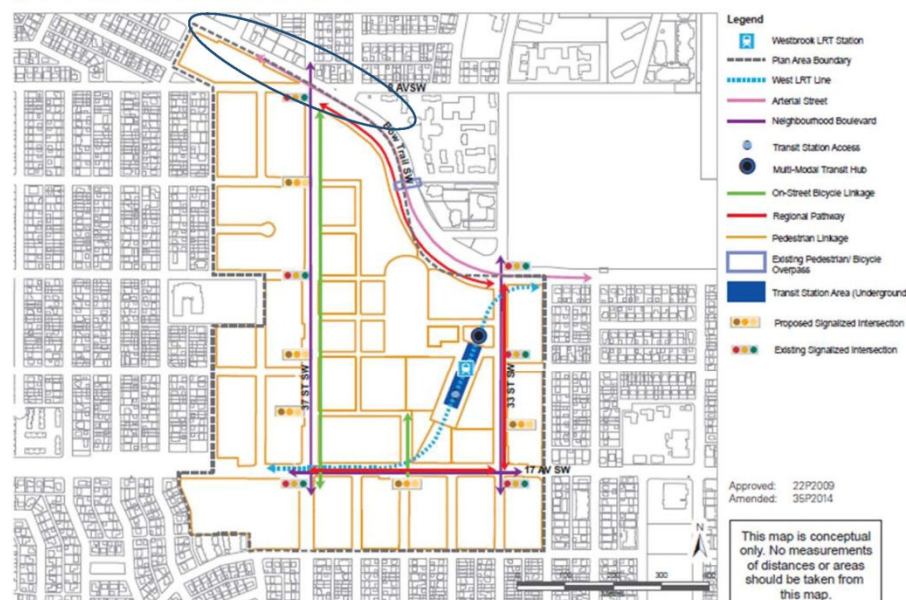 Legend
Westbrook LRT Station
Plan Area Boundary
West LRT Line
Arterial Street
Neighbourhood Boulevard
Transit Station Access
Multi-Modal Transit Hub
On-Street Bicycle Linkage
Regional Pathway
Pedestrian Linkage
Existing Pedestrian/ Bicycle
Overpass
Transit Station Area (Underground
Proposed Signalized Intersection
Existing Signalized Intersection
AVSW
Bow Trail SW
37 ST SW
33 ST SW
17 AV SW
Approved: 22P2009
Amended: 35P2014
N
300
This map is conceptual
only. No measurements
of distances or areas
should be taken from
this map.